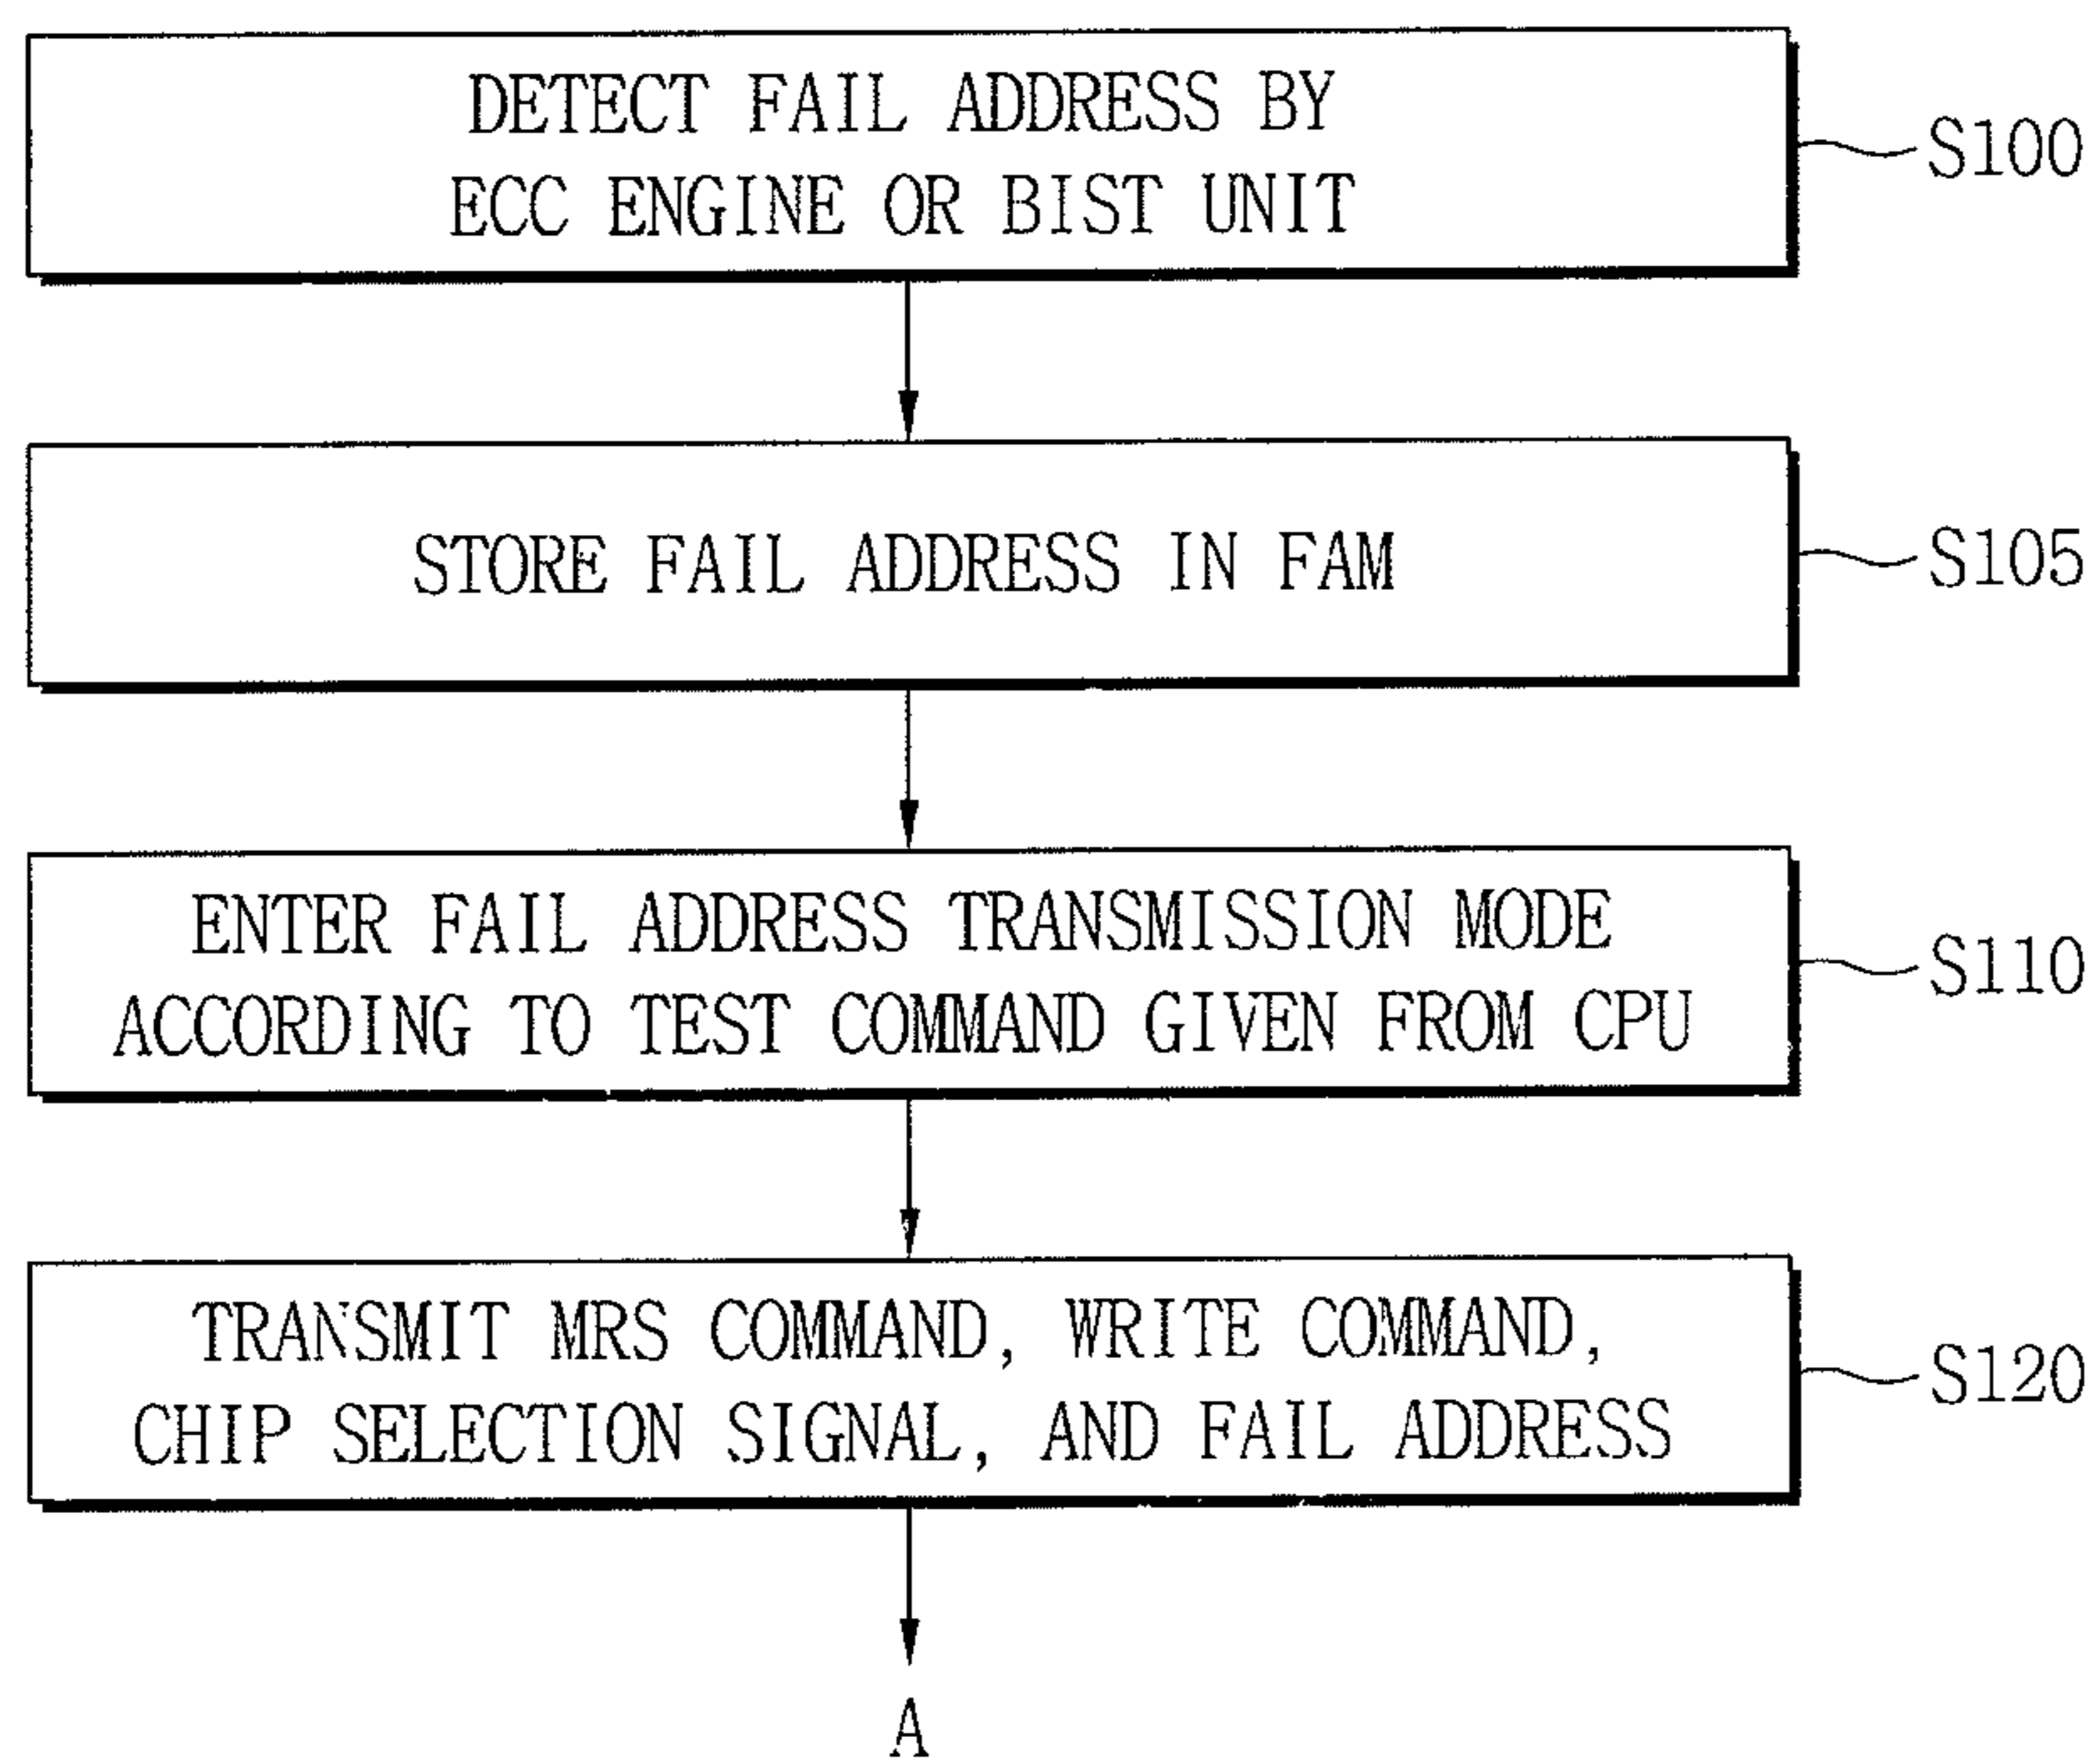 DETECT FAIL ADDRESS BY
ECC ENGINE OR BIST UNIT
S100
STORE FAIL ADDRESS IN FAM
S105
ENTER FAIL ADDRESS TRANSMISSION MODE
ACCORDING TO TEST COMMAND GIVEN FROM CPU
S110
TRANSMIT MRS COMMAND, WRITE COMMAND,
CHIP SELECTION SIGNAL, AND FAIL ADDRESS
S120
A